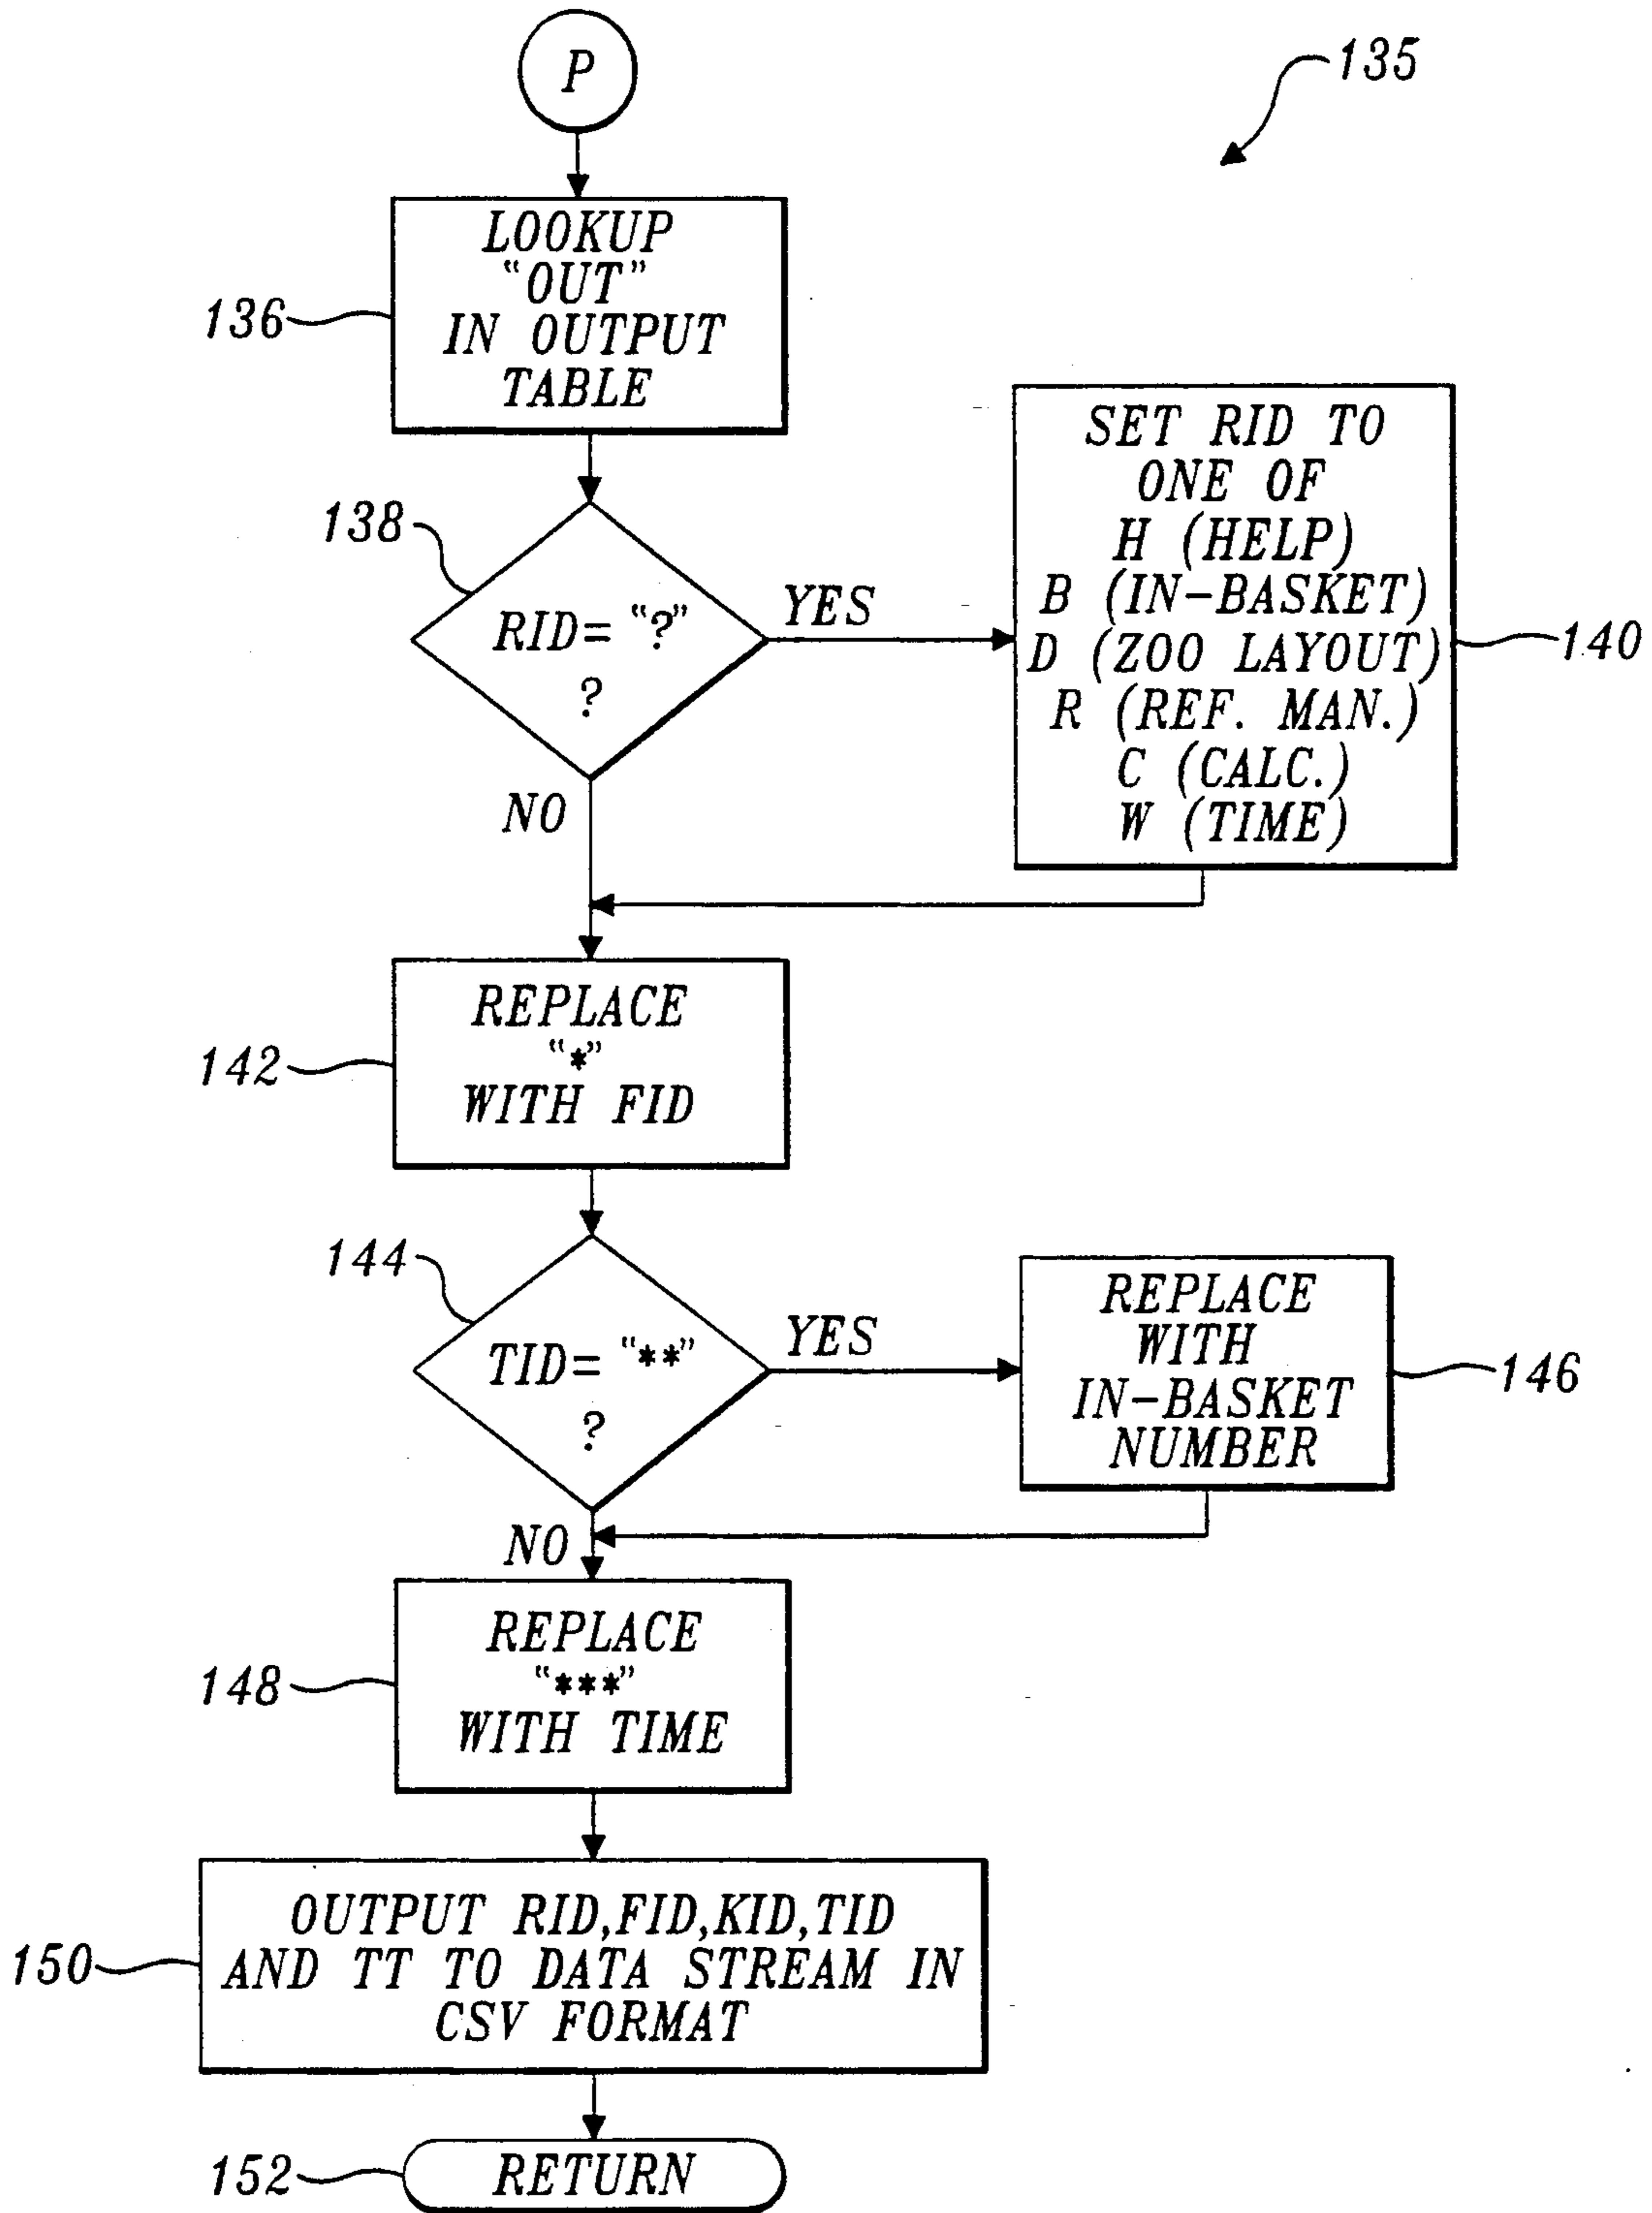 P
135
LOOKUP
"OUT"
IN OUTPUT
TABLE
136
SET RID TO
ONE OF
H (HELP)
B (IN-BASKET)
D (ZOO LAYOUT)
R (REF. MAN.)
C (CALC.)
W (TIME)
140
138
RID= "?"
?
YES
NO
REPLACE
"*"
WITH FID
142
144
TID= "**"
?
YES
NO
REPLACE
WITH
IN-BASKET
NUMBER
146
REPLACE
"***"
WITH TIME
148
OUTPUT RID,FID,KID,TID
AND TT TO DATA STREAM IN
CSV FORMAT
150
RETURN
152